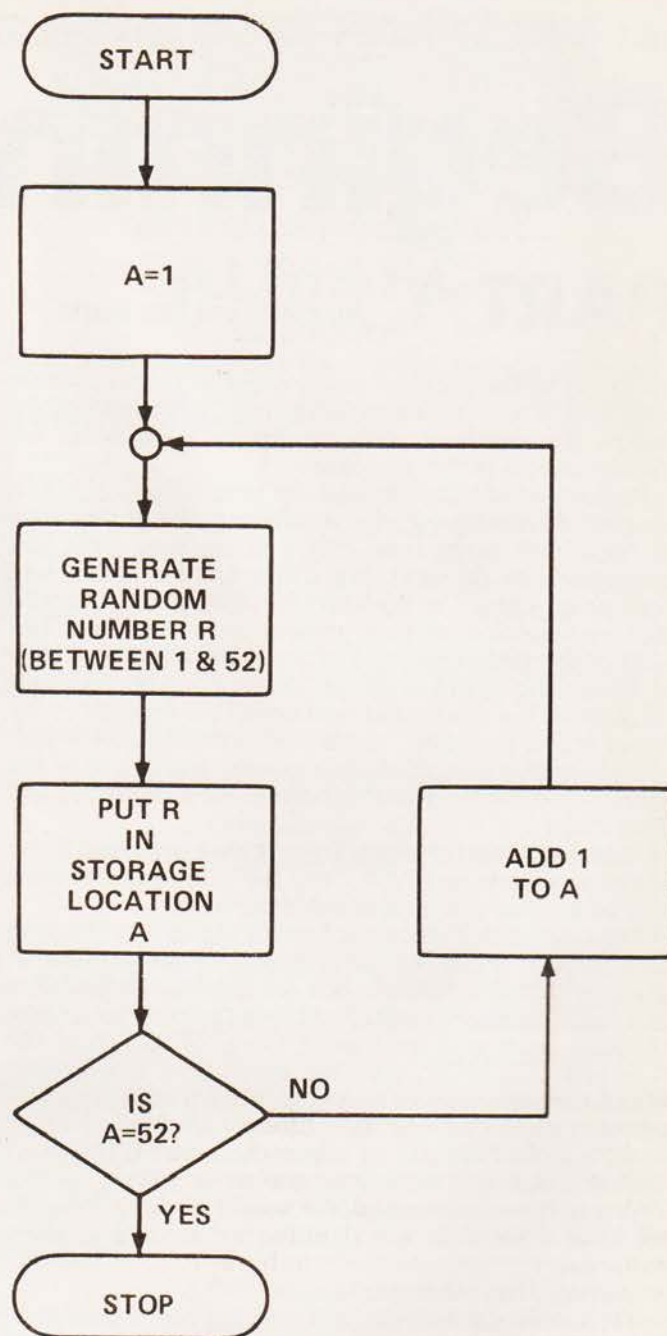 START
A=1
GENERATE
RANDOM
NUMBER R
(BETWEEN 1 & 52)
PUT R
IN
STORAGE
LOCATION
A
ADD 1
TO A
IS
A=52?
NO
YES
STOP